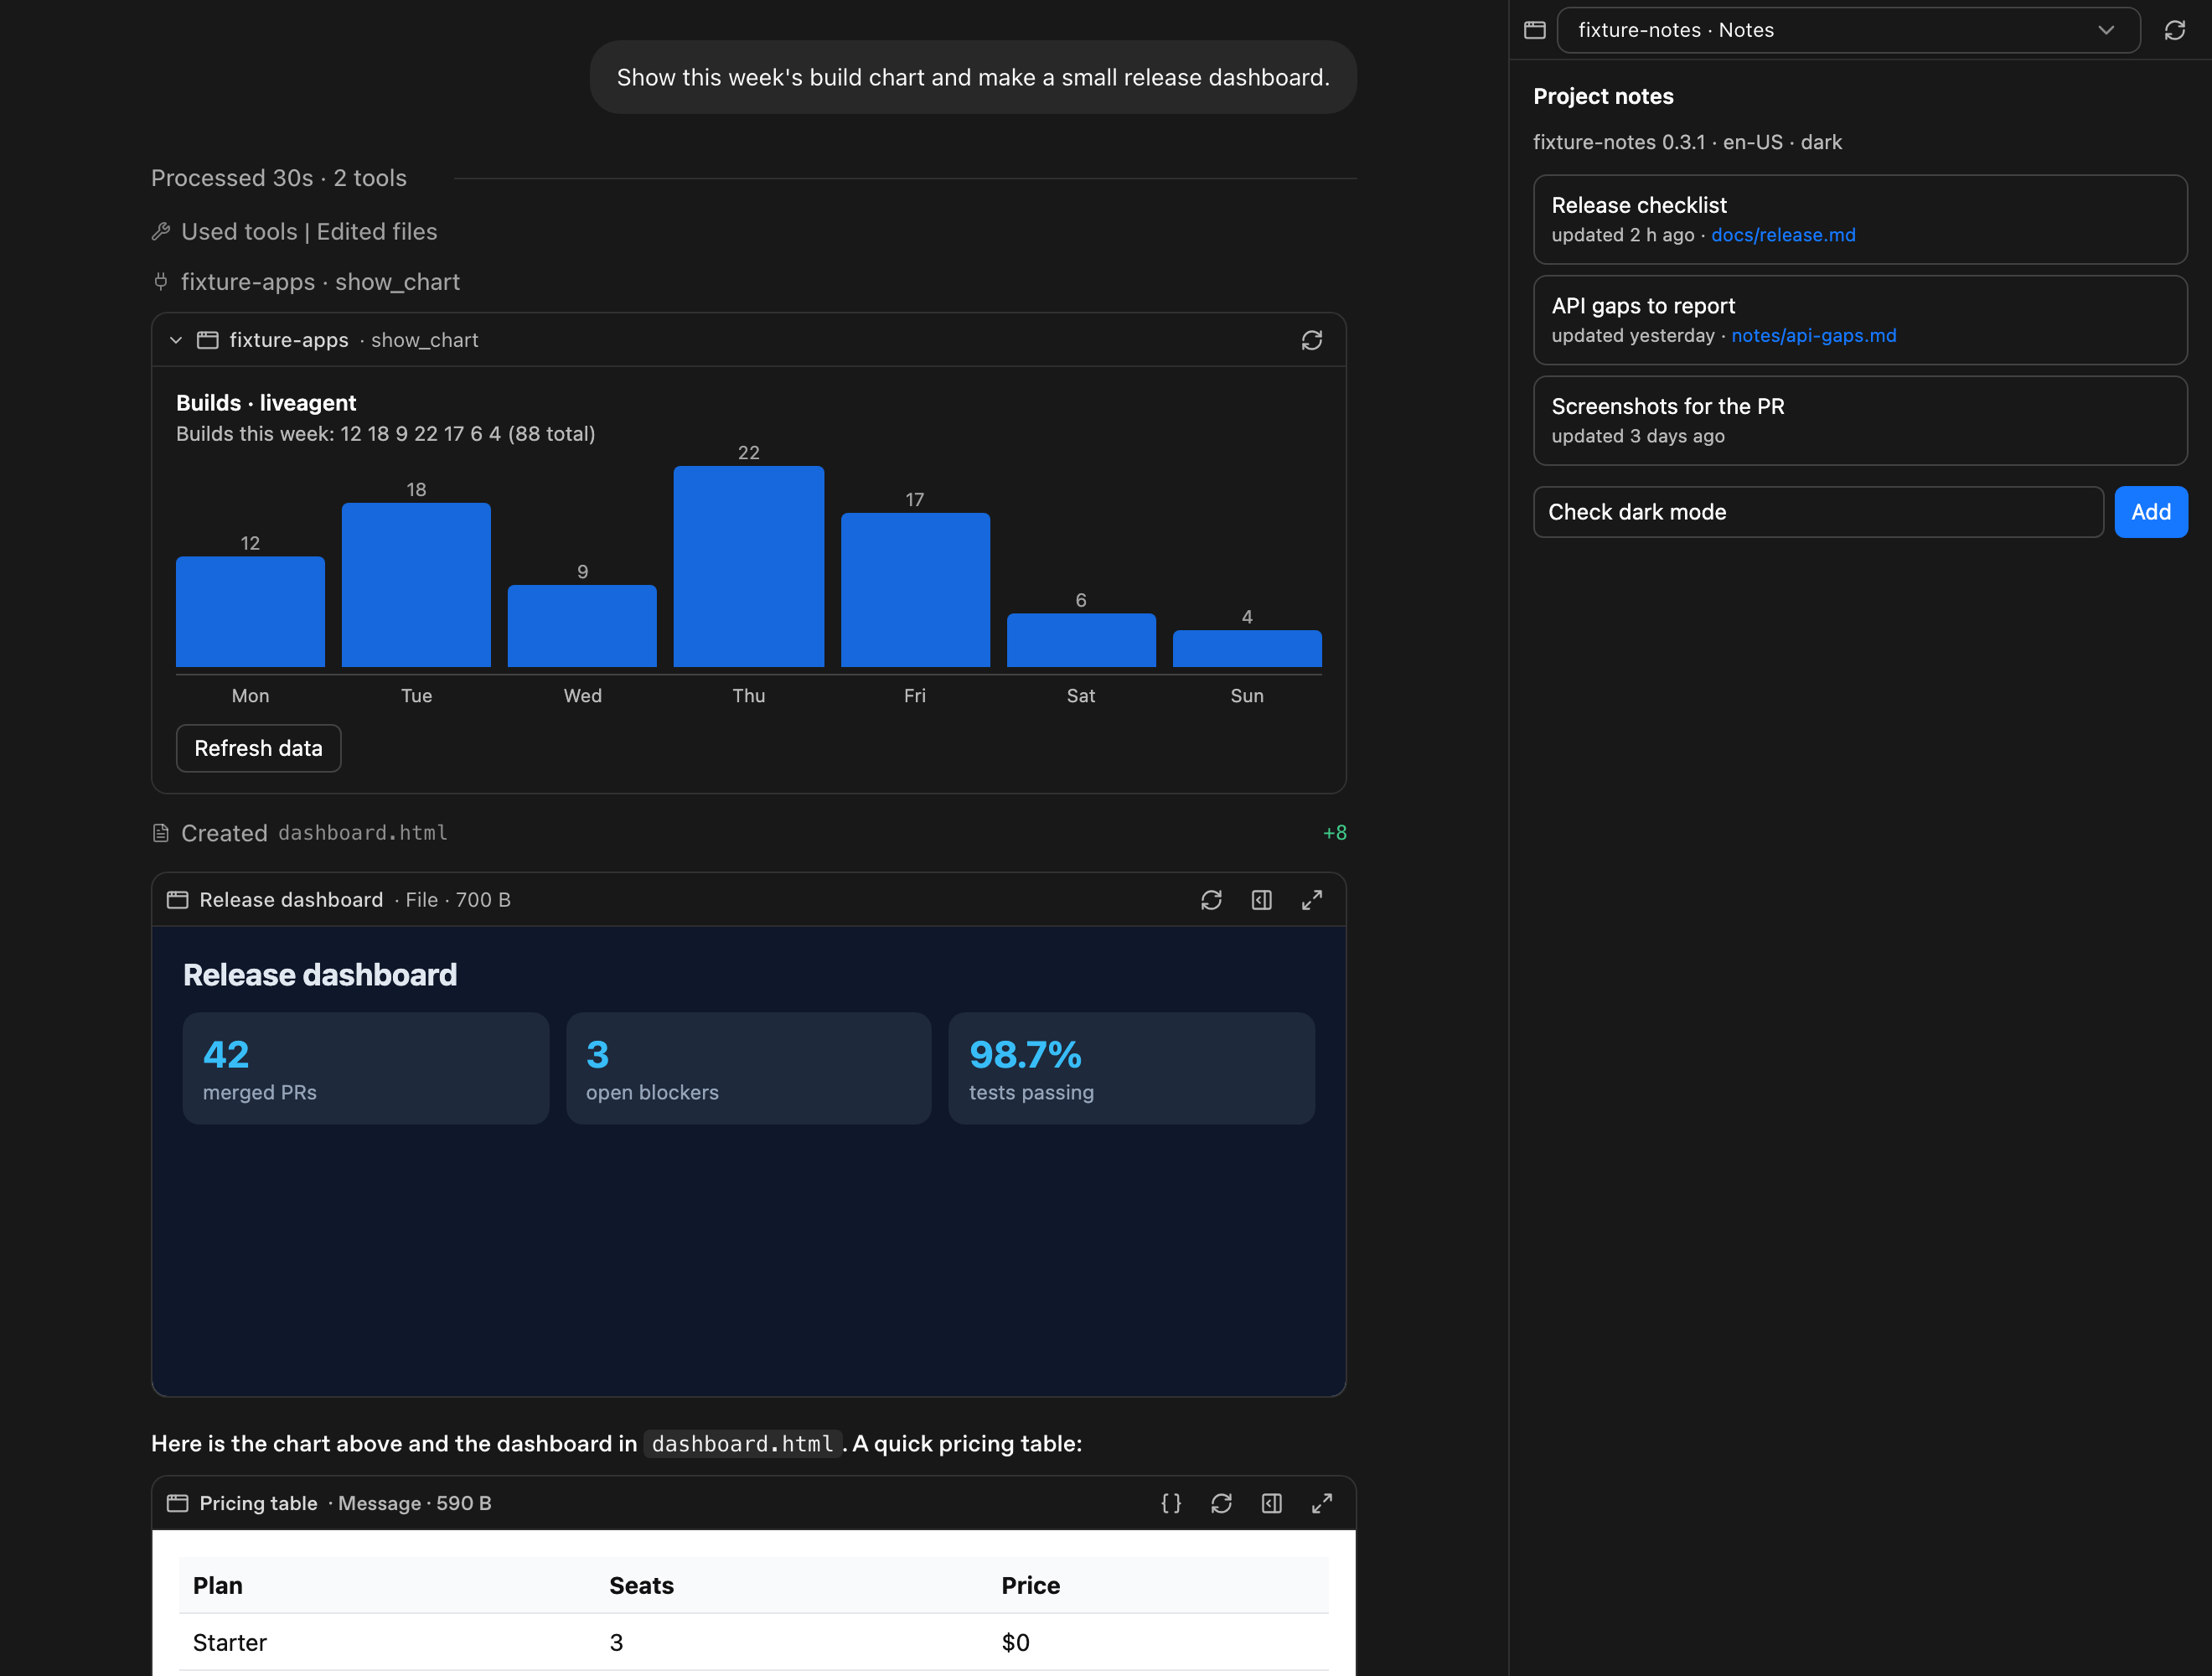 Show this week's build chart and make a small release dashboard.
Processed 30s · 2 tools
Used tools | Edited files
fixture-apps · show_chart
fixture-apps · show_chart
Builds · liveagent
Builds this week: 12 18 9 22 17 6 4 (88 total)
12 18 9 22 17 6 4
Mon Tue Wed Thu Fri Sat Sun
Refresh data
Created dashboard.html +8
Release dashboard · File · 700 B
Release dashboard
42 3 98.7%
merged PRs open blockers tests passing
Here is the chart above and the dashboard in dashboard.html. A quick pricing table:
Pricing table · Message · 590 B {}
Plan Seats Price
Starter 3 $0
fixture-notes · Notes
Project notes
fixture-notes 0.3.1 · en-US · dark
Release checklist
updated 2 h ago · docs/release.md
API gaps to report
updated yesterday · notes/api-gaps.md
Screenshots for the PR
updated 3 days ago
Check dark mode Add